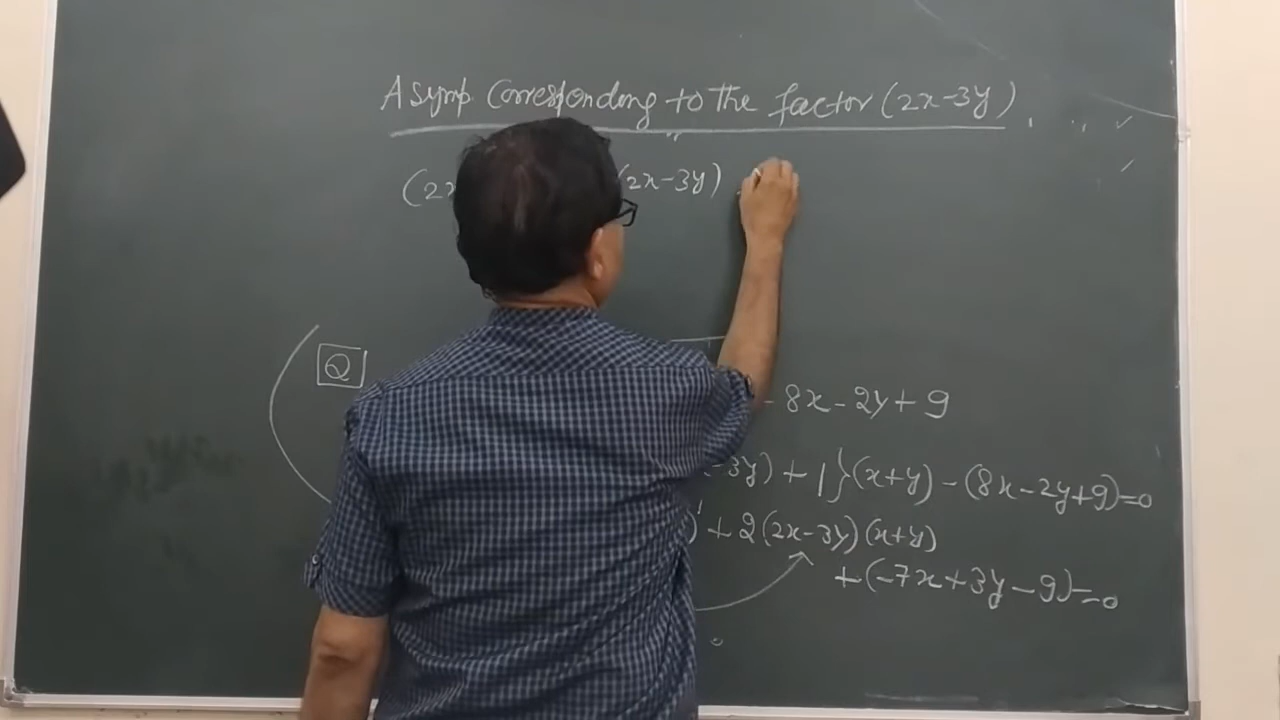 Asymp. Corresponding to the factor (2x-3y)
(2x (2x-3y)
Q
- 8x - 2y + 9
-3y) + 1}(x+y) - (8x-2y+9)=0
) + 2(2x-3y)(x+y)
+(-7x+3y-9)=0